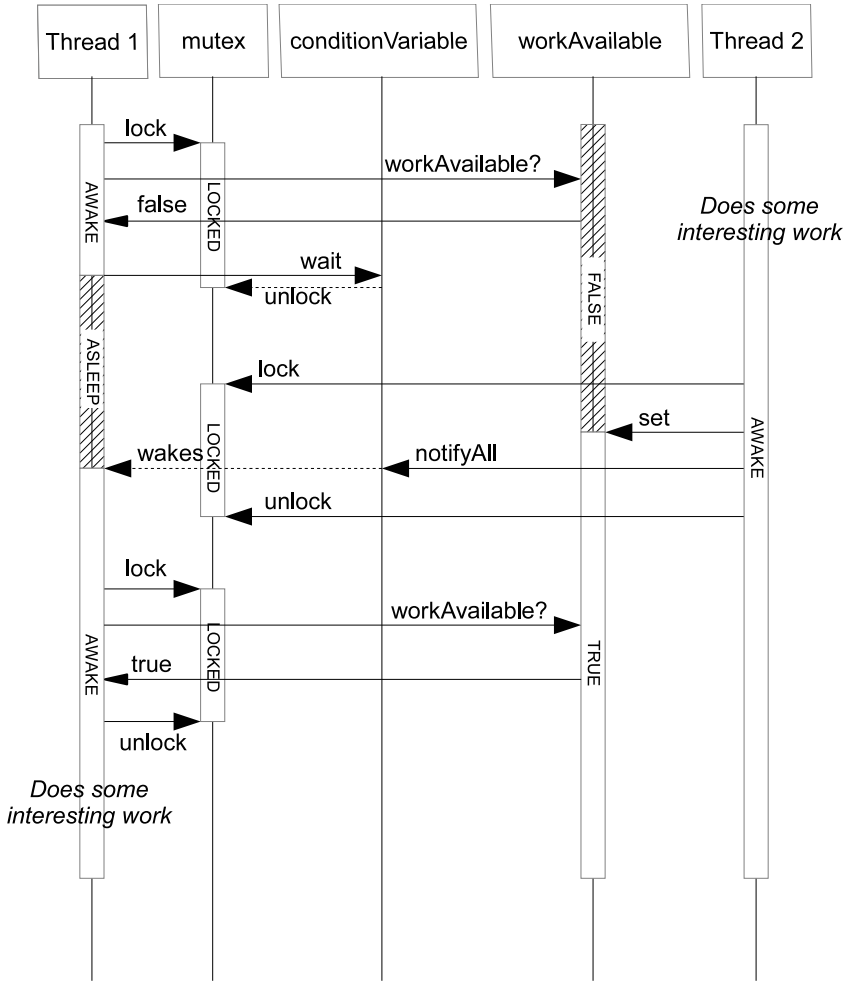 Thread 1
mutex
conditionVariable
workAvailable
Thread 2
lock
workAvailable?
AWAKE
LOCKED
false
Does some
interesting work
wait
unlock
FALSE
ASLEEP
lock
set
AWAKE
LOCKED
wakes
notifyAll
unlock
lock
workAvailable?
AWAKE
LOCKED
TRUE
true
unlock
Does some
interesting work